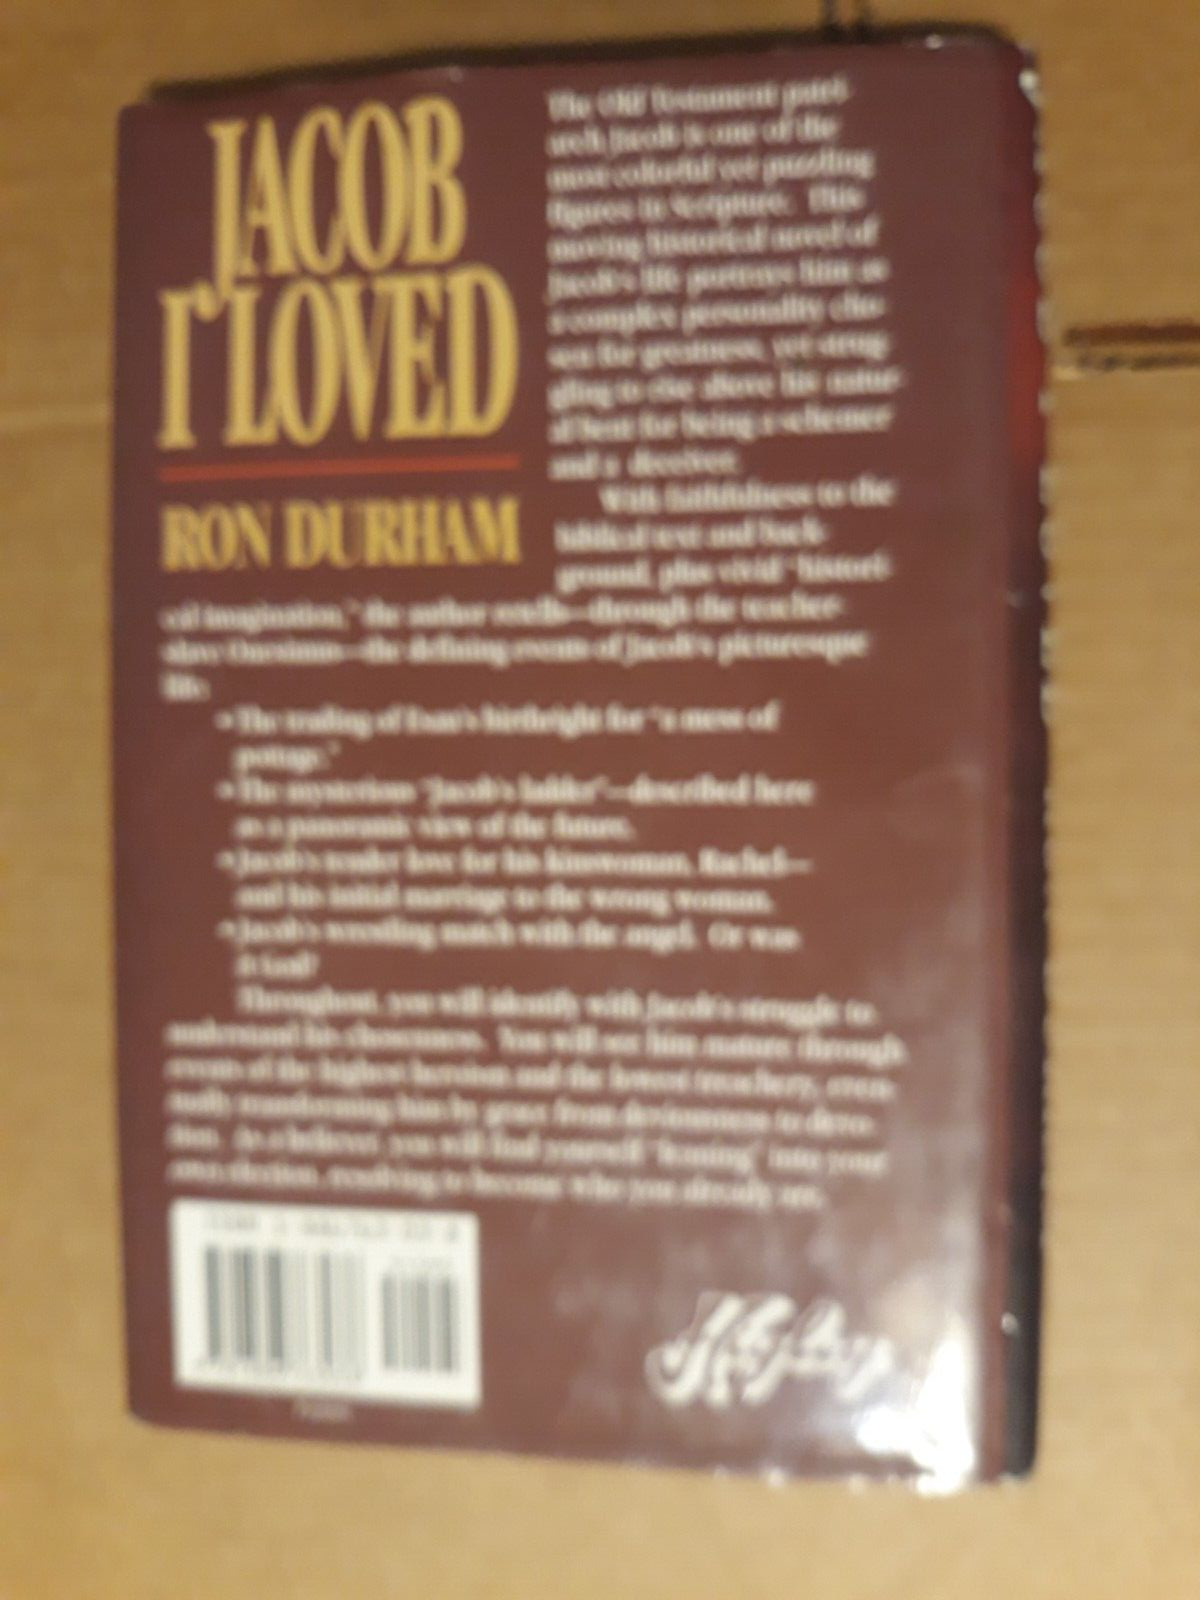 JACOB
I LOVED
RON DURHAM
The Old Testament patri-
arch Jacob is one of the
most colorful yet puzzling
figures in Scripture. This
moving historical novel of
Jacob's life portrays him as
a complex personality cho-
sen for greatness, yet strug-
gling to rise above his natur-
al bent for being a schemer
and a deceiver.
With faithfulness to the
biblical text and back-
ground, plus vivid "histori-
cal imagination," the author retells—through the teacher-
slave Onesimus—the defining events of Jacob's picturesque
life.
• The trading of Esau's birthright for "a mess of
pottage."
• The mysterious "Jacob's ladder"—described here
as a panoramic view of the future.
• Jacob's tender love for his kinswoman, Rachel—
and his initial marriage to the wrong woman.
• Jacob's wrestling match with the angel. Or was
it God?
Throughout, you will identify with Jacob's struggle to
understand his chosenness. You will see him mature through
events of the highest heroism and the lowest treachery, even-
tually transforming him by grace from deviousness to devo-
tion. As a believer, you will find yourself into your
own election, resolving to become who you already are.
ISBN